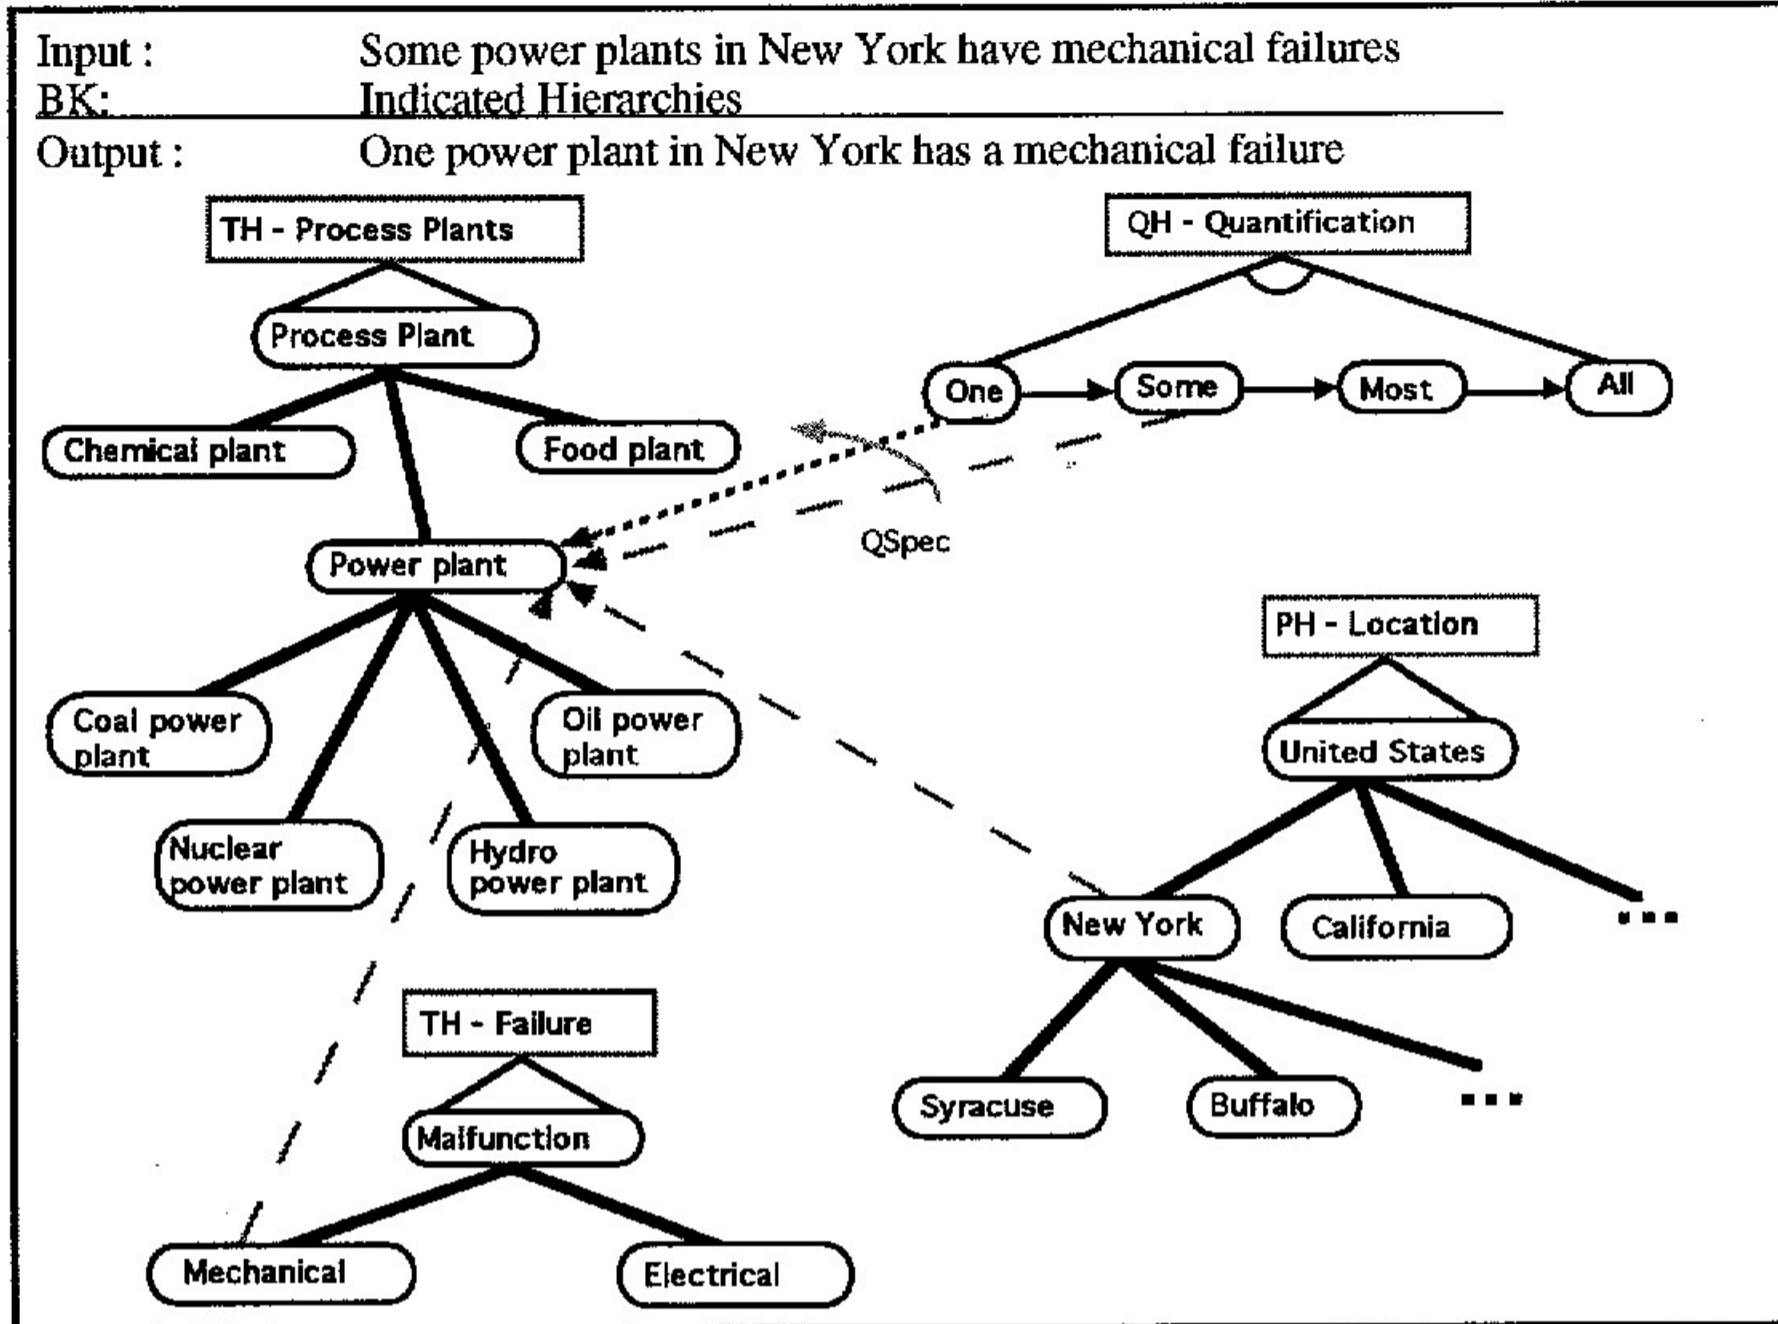 Input : Some power plants in New York have mechanical failures
BK: Indicated Hierarchies
Output : One power plant in New York has a mechanical failure
TH - Process Plants
QH - Quantification
Process Plant
One
Some
Most
All
Chemical plant
Food plant
QSpec
Power plant
PH - Location
Coal power
plant
Oil power
plant
United States
Nuclear
power plant
Hydro
power plant
New York
California
...
TH - Failure
Syracuse
Buffalo
...
Malfunction
Mechanical
Electrical